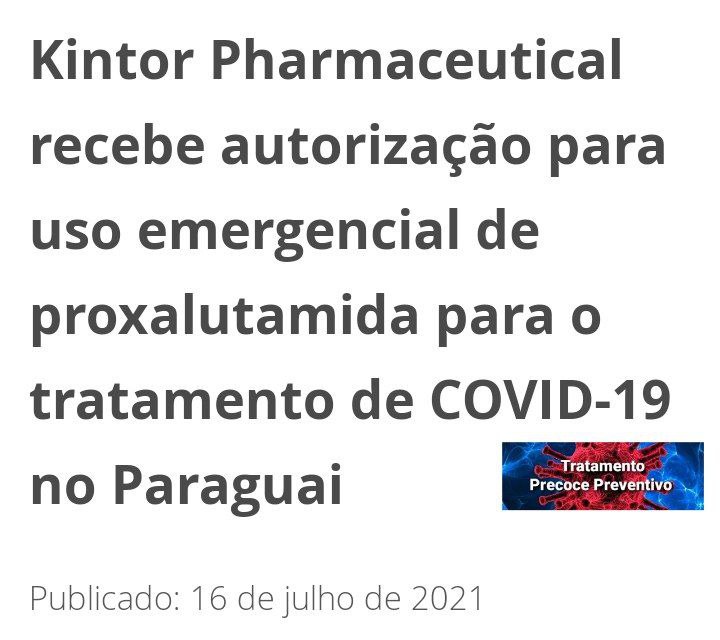 Kintor Pharmaceutical
recebe autorização para
uso emergencial de
proxalutamida para o
tratamento de COVID-19
no Paraguai
Tratamento
Precoce Preventivo
Publicado: 16 de julho de 2021